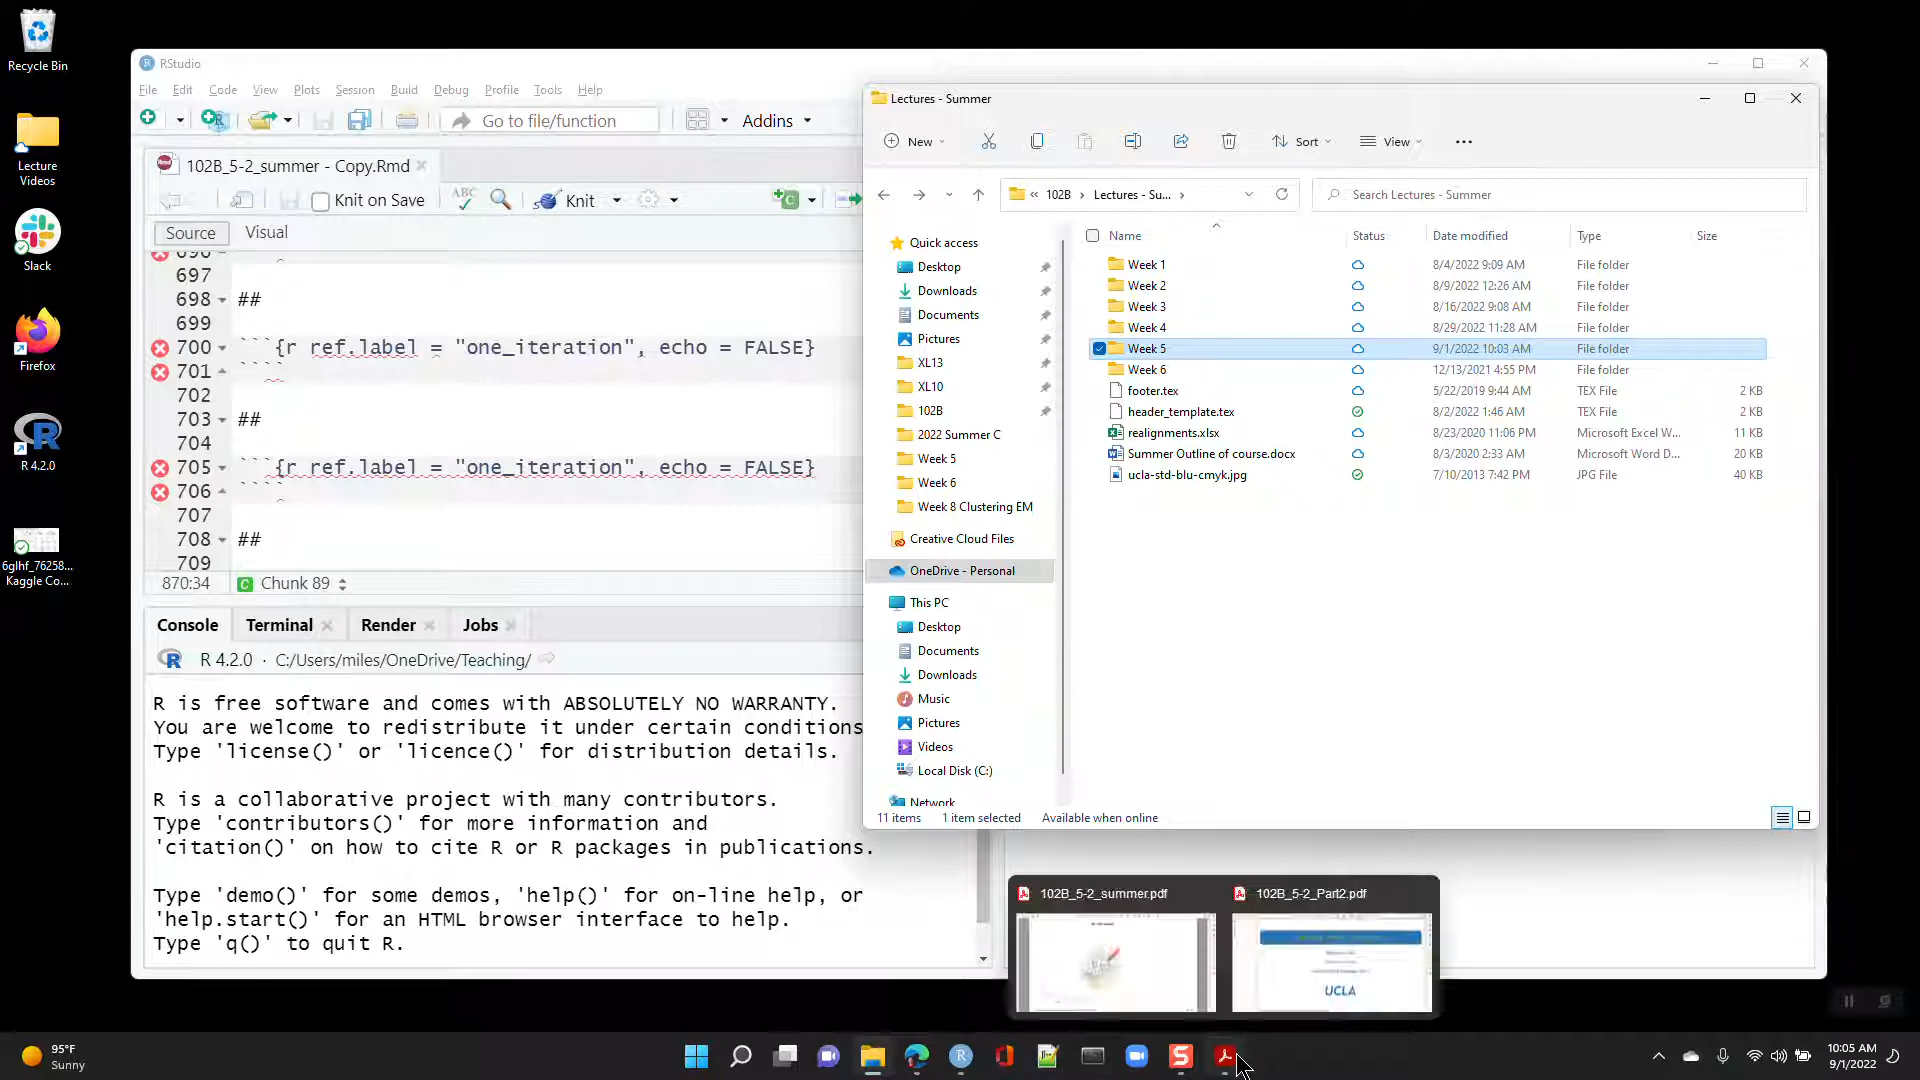 Recycle Bin
Lecture
Videos
Slack
Firefox
R 4.2.0
6glhf_76258...
Kaggle Co...
RStudio
File Edit Code View Plots Session Build Debug Profile Tools Help
Go to file/function Addins
102B_5-2_summer - Copy.Rmd
Knit on Save ABC Knit
Source Visual
696
697
698 ##
699
700 ```{r ref.label = "one_iteration", echo = FALSE}
701 ```
702
703 ##
704
705 ```{r ref.label = "one_iteration", echo = FALSE}
706 ```
707
708 ##
709
870:34 Chunk 89
Console Terminal Render Jobs
R 4.2.0 · C:/Users/miles/OneDrive/Teaching/
R is free software and comes with ABSOLUTELY NO WARRANTY.
You are welcome to redistribute it under certain conditions
Type 'license()' or 'licence()' for distribution details.
R is a collaborative project with many contributors.
Type 'contributors()' for more information and
'citation()' on how to cite R or R packages in publications.
Type 'demo()' for some demos, 'help()' for on-line help, or
'help.start()' for an HTML browser interface to help.
Type 'q()' to quit R.
Lectures - Summer
New Sort View
« 102B › Lectures - Su... ›
Search Lectures - Summer
Quick access
Desktop
Downloads
Documents
Pictures
XL13
XL10
102B
2022 Summer C
Week 5
Week 6
Week 8 Clustering EM
Creative Cloud Files
OneDrive - Personal
This PC
Desktop
Documents
Downloads
Music
Pictures
Videos
Local Disk (C:)
Network
Name Status Date modified Type Size
Week 1 8/4/2022 9:09 AM File folder
Week 2 8/9/2022 12:26 AM File folder
Week 3 8/16/2022 9:08 AM File folder
Week 4 8/29/2022 11:28 AM File folder
Week 5 9/1/2022 10:03 AM File folder
Week 6 12/13/2021 4:55 PM File folder
footer.tex 5/22/2019 9:44 AM TEX File 2 KB
header_template.tex 8/2/2022 1:46 AM TEX File 2 KB
realignments.xlsx 8/23/2020 11:06 PM Microsoft Excel W... 11 KB
Summer Outline of course.docx 8/3/2020 2:33 AM Microsoft Word D... 20 KB
ucla-std-blu-cmyk.jpg 7/10/2013 7:42 PM JPG File 40 KB
11 items 1 item selected Available when online
102B_5-2_summer.pdf
102B_5-2_Part2.pdf
UCLA
95°F
Sunny
10:05 AM
9/1/2022